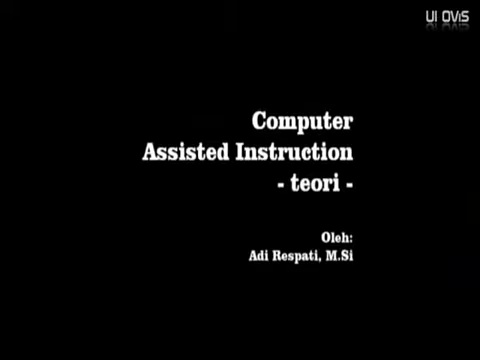 UI OViS
Computer
Assisted Instruction
- teori -
Oleh:
Adi Respati, M.Si